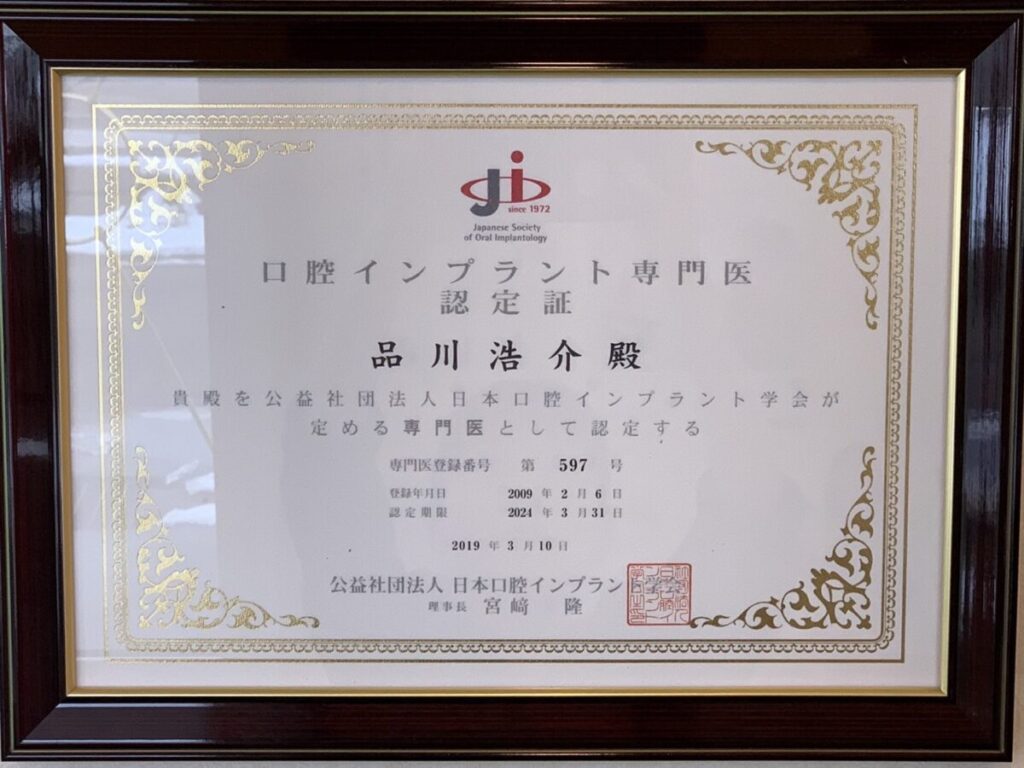 ji
since 1972
Japanese Society
of Oral Implantology
口腔インプラント専門医
認定証
品川浩介殿
貴殿を公益社団法人日本口腔インプラント学会が
定める専門医として認定する
専門医登録番号 第 597 号
登録年月日 2009 年 2 月 6 日
認定期限 2024 年 3 月 31 日
2019 年 3 月 10 日
公益社団法人 日本口腔インプラント学会
理事長 宮﨑 隆